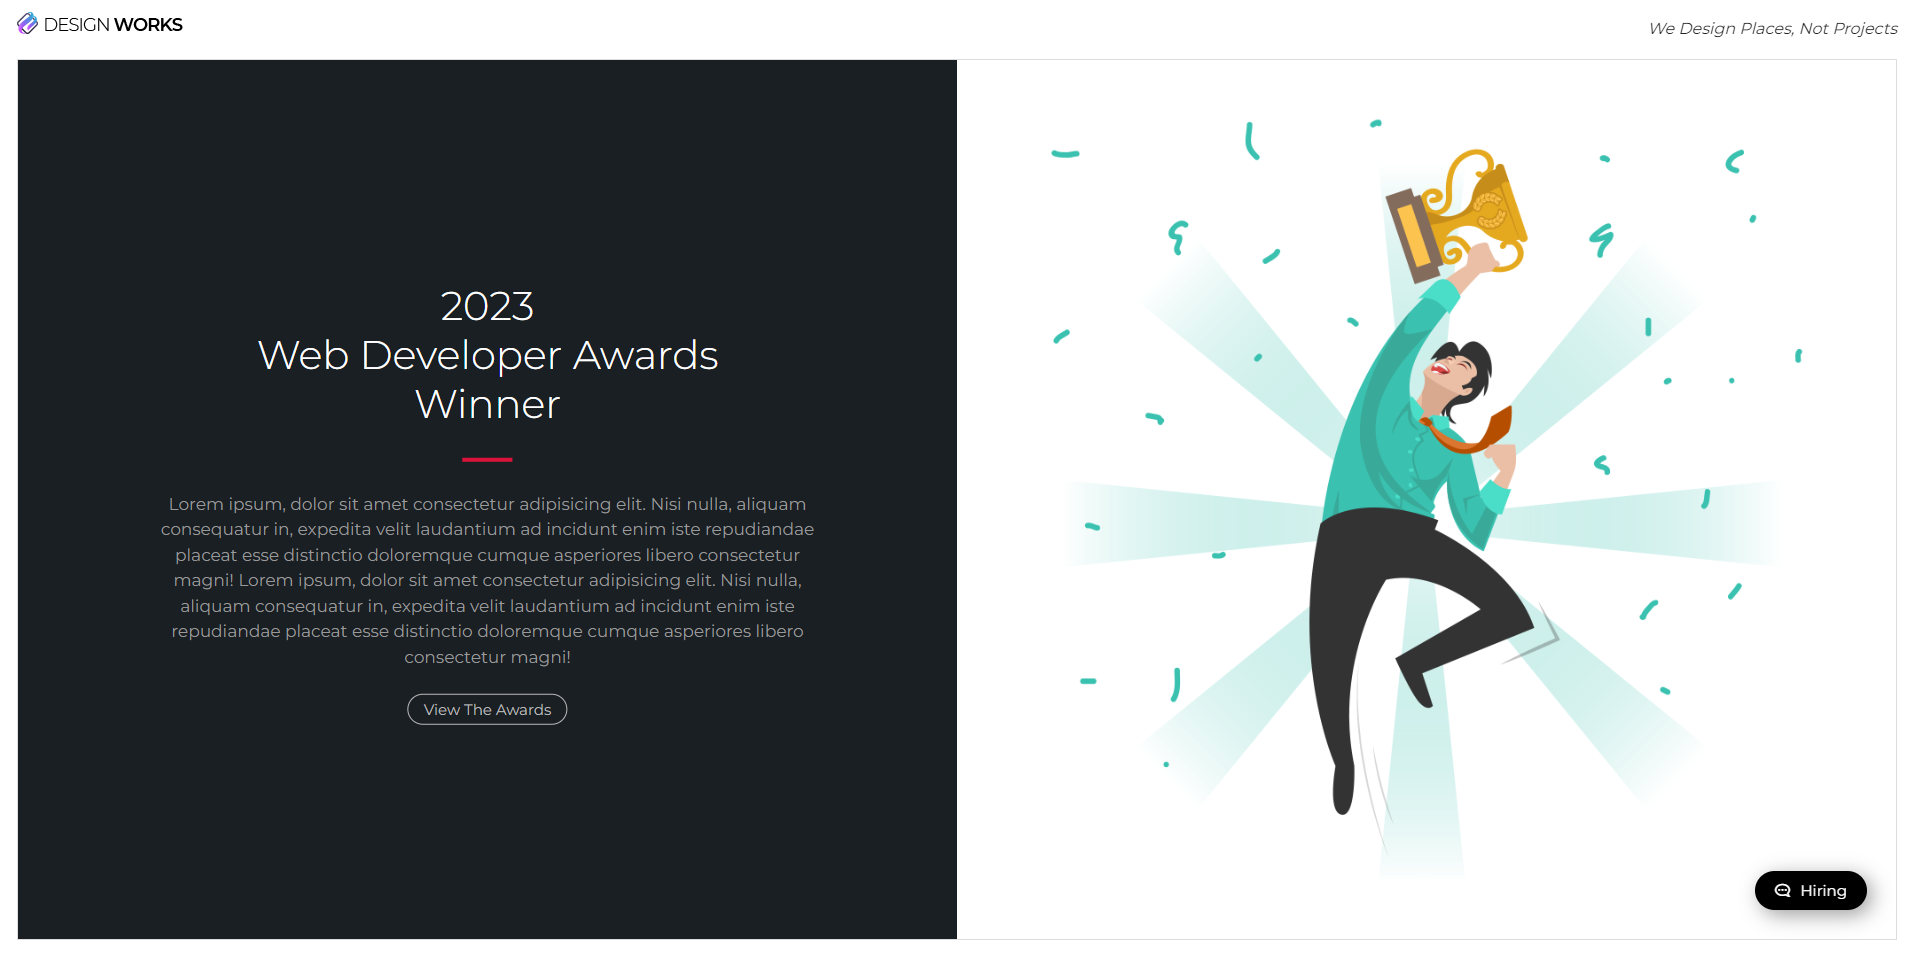 DESIGN WORKS
We Design Places, Not Projects
2023
Web Developer Awards
Winner
Lorem ipsum, dolor sit amet consectetur adipisicing elit. Nisi nulla, aliquam
consequatur in, expedita velit laudantium ad incidunt enim iste repudiandae
placeat esse distinctio doloremque cumque asperiores libero consectetur
magni! Lorem ipsum, dolor sit amet consectetur adipisicing elit. Nisi nulla,
aliquam consequatur in, expedita velit laudantium ad incidunt enim iste
repudiandae placeat esse distinctio doloremque cumque asperiores libero
consectetur magni!
View The Awards
Hiring